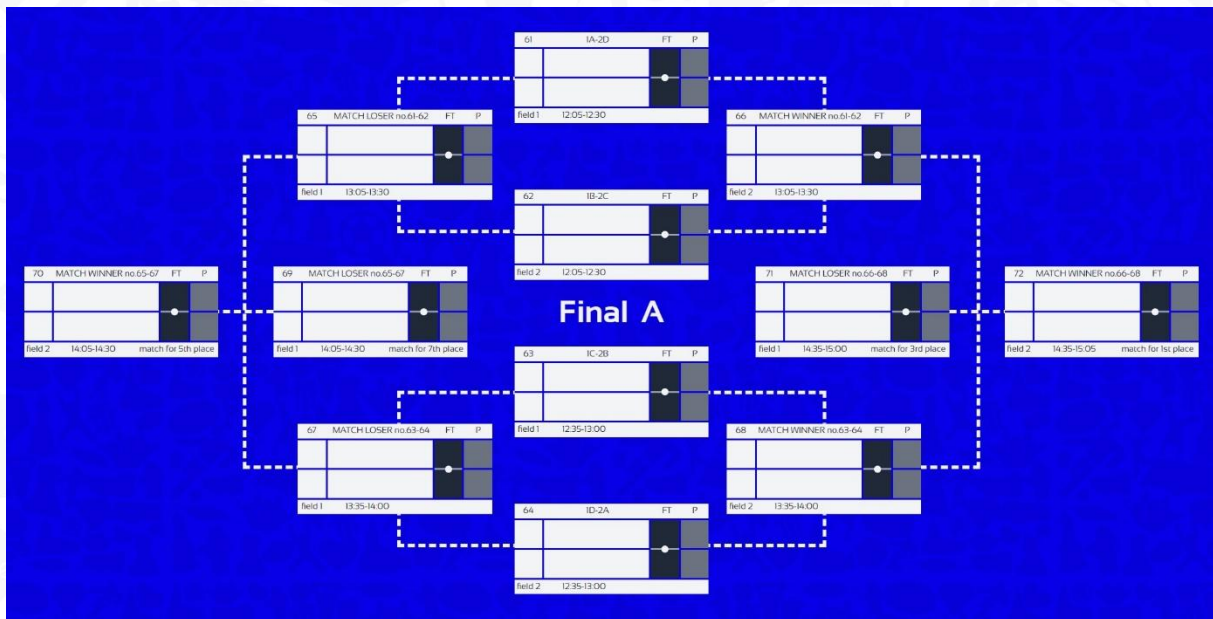 61 1A-2D FT P
field 1 12:05-12:30
65 MATCH LOSER no.61-62 FT P
field 1 13:05-13:30
66 MATCH WINNER no.61-62 FT P
field 2 13:05-13:30
62 1B-2C FT P
field 2 12:05-12:30
70 MATCH WINNER no.65-67 FT P
field 2 14:05-14:30 match for 5th place
69 MATCH LOSER no.65-67 FT P
field 1 14:05-14:30 match for 7th place
Final A
71 MATCH LOSER no.66-68 FT P
field 1 14:35-15:00 match for 3rd place
72 MATCH WINNER no.66-68 FT P
field 2 14:35-15:05 match for 1st place
63 1C-2B FT P
field 1 12:35-13:00
67 MATCH LOSER no.63-64 FT P
field 1 13:35-14:00
68 MATCH WINNER no.63-64 FT P
field 2 13:35-14:00
64 1D-2A FT P
field 2 12:35-13:00